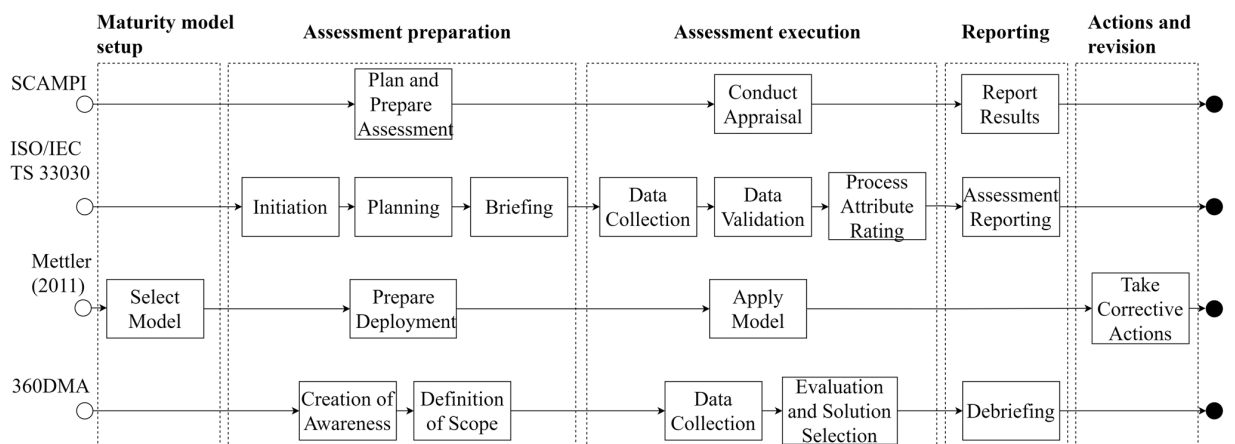 Maturity model
setup
Assessment preparation
Assessment execution
Reporting
Actions and
revision
SCAMPI
Plan and
Prepare
Assessment
Conduct
Appraisal
Report
Results
ISO/IEC
TS 33030
Initiation
Planning
Briefing
Data
Collection
Data
Validation
Process
Attribute
Rating
Assessment
Reporting
Mettler
(2011)
Select
Model
Prepare
Deployment
Apply
Model
Take
Corrective
Actions
360DMA
Creation of
Awareness
Definition
of Scope
Data
Collection
Evaluation
and Solution
Selection
Debriefing